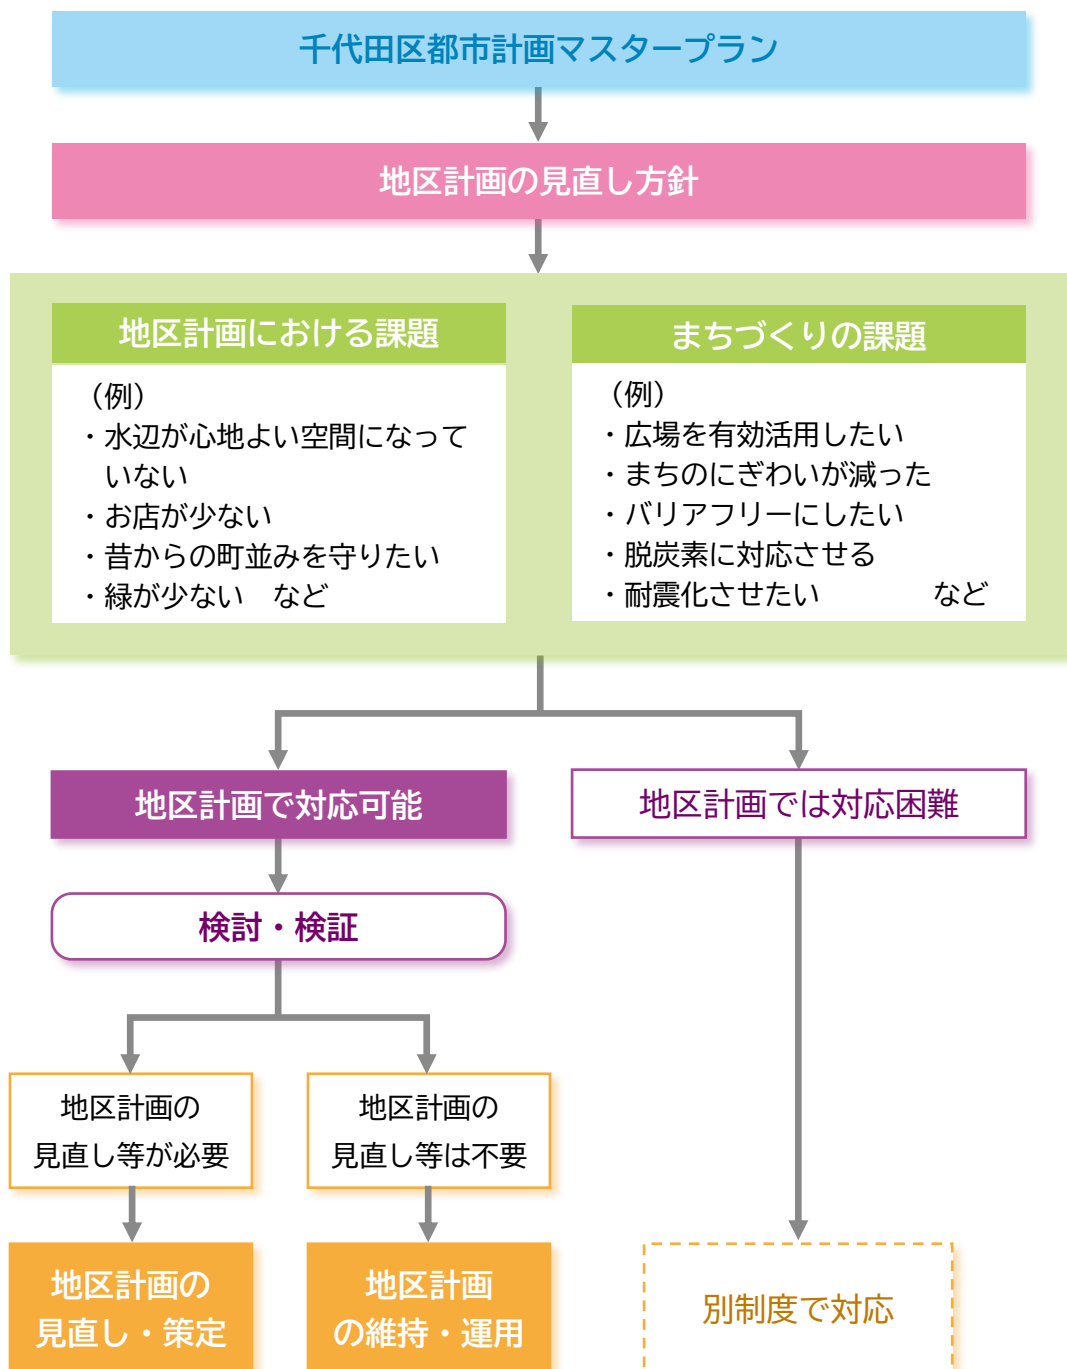 千代田区都市計画マスタープラン
地区計画の見直し方針
地区計画における課題
（例）
・水辺が心地よい空間になって
いない
・お店が少ない
・昔からの町並みを守りたい
・緑が少ない　など
まちづくりの課題
（例）
・広場を有効活用したい
・まちのにぎわいが減った
・バリアフリーにしたい
・脱炭素に対応させる
・耐震化させたい　　　　など
地区計画で対応可能
地区計画では対応困難
検討・検証
地区計画の
見直し等が必要
地区計画の
見直し等は不要
地区計画の
見直し・策定
地区計画
の維持・運用
別制度で対応